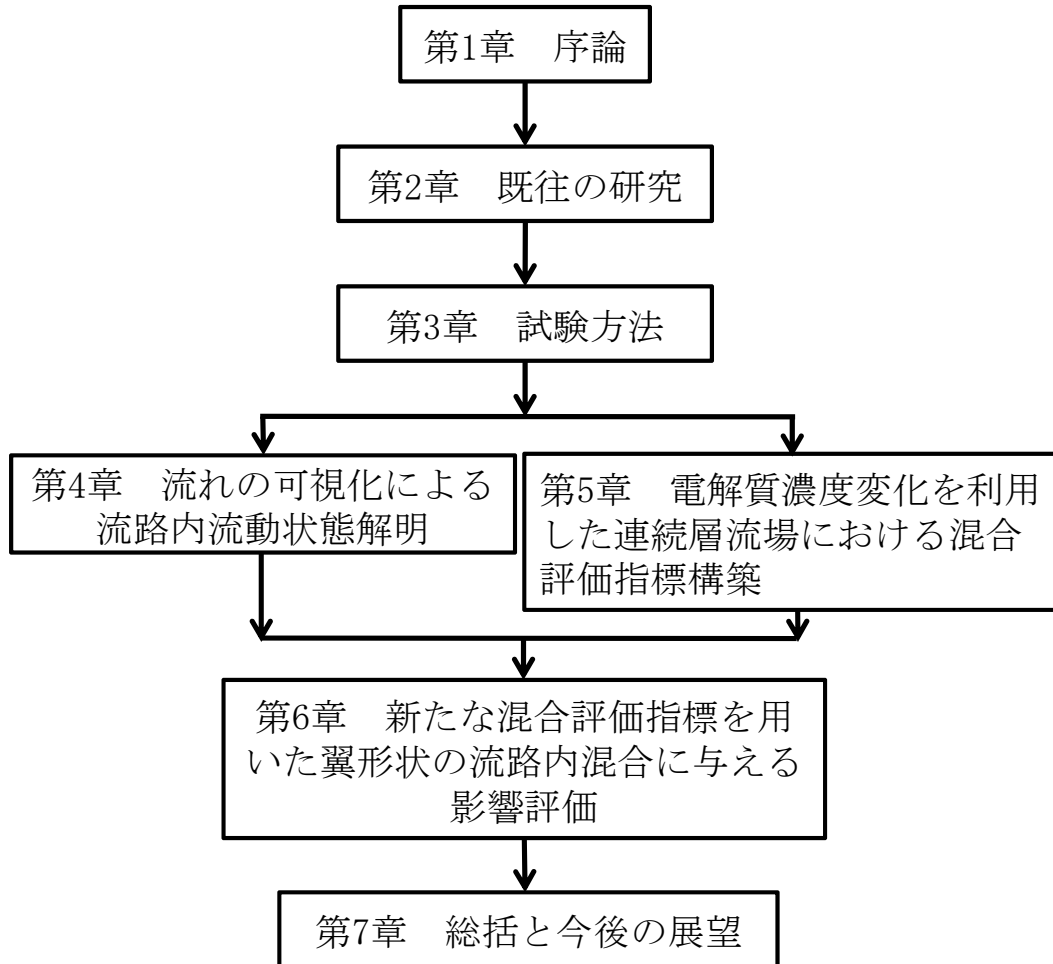 第1章　序論
第2章　既往の研究
第3章　試験方法
第4章　流れの可視化による
流路内流動状態解明
第5章　電解質濃度変化を利用
した連続層流場における混合
評価指標構築
第6章　新たな混合評価指標を用
いた翼形状の流路内混合に与える
影響評価
第7章　総括と今後の展望